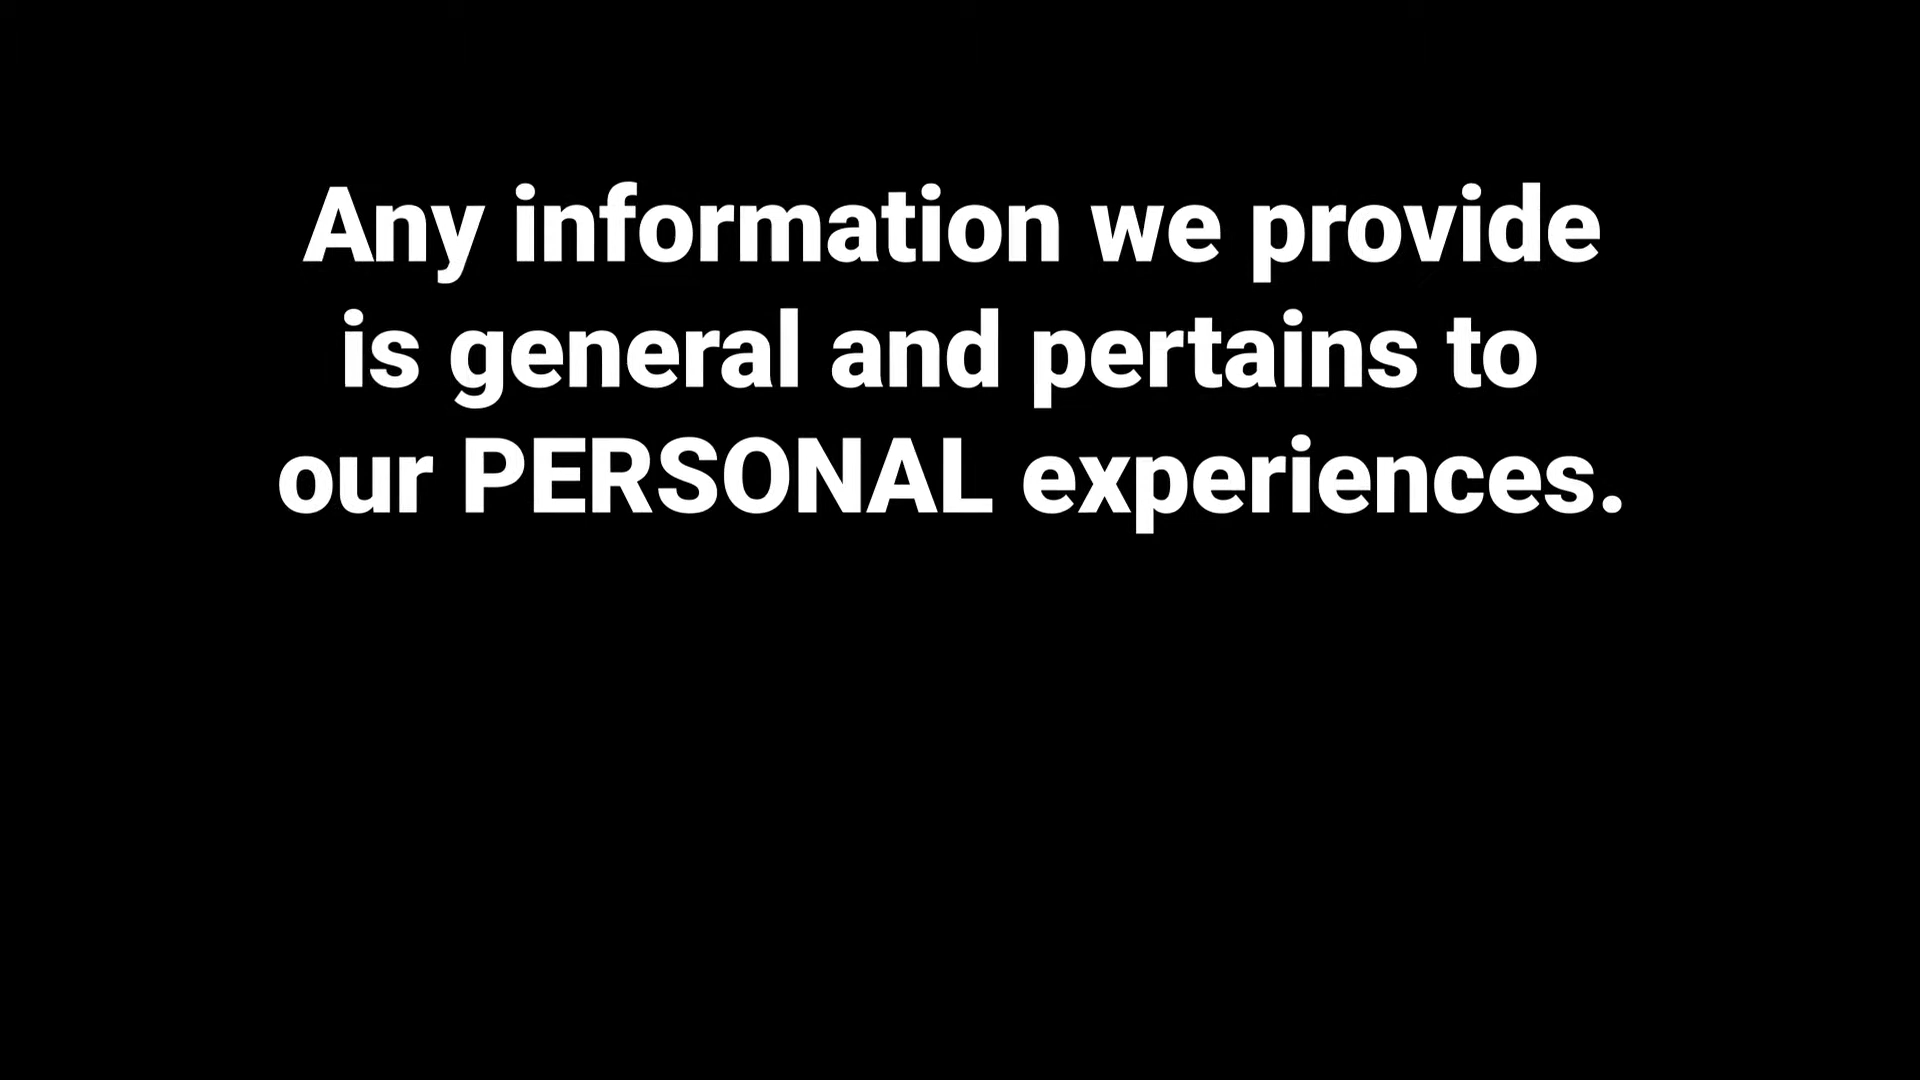 Any information we provide
is general and pertains to
our PERSONAL experiences.